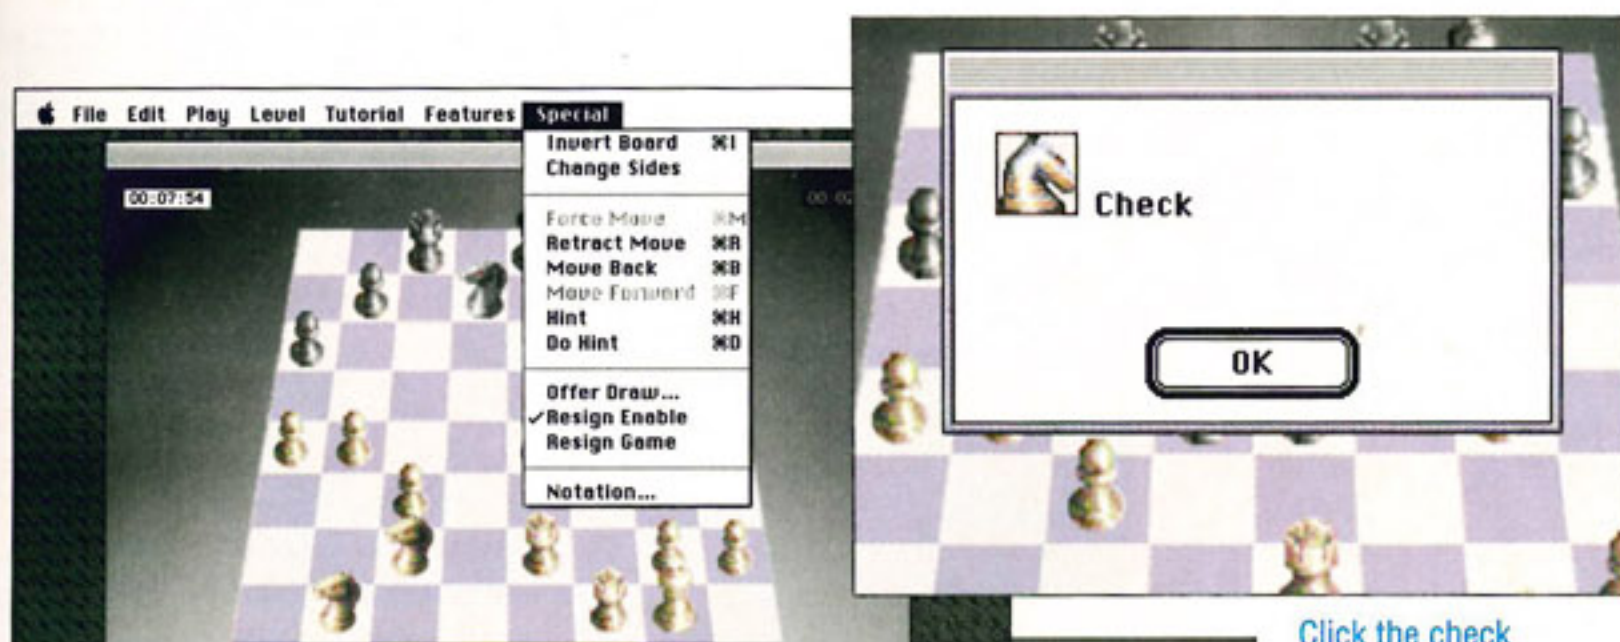 File Edit Play Level Tutorial Features Special
Invert Board ⌘I
Change Sides
Force Move ⌘M
Retract Move ⌘R
Move Back ⌘B
Move Forward ⌘F
Hint ⌘H
Do Hint ⌘D
Offer Draw...
✓Resign Enable
Resign Game
Notation...
00:07:54
Check
OK
Click the check